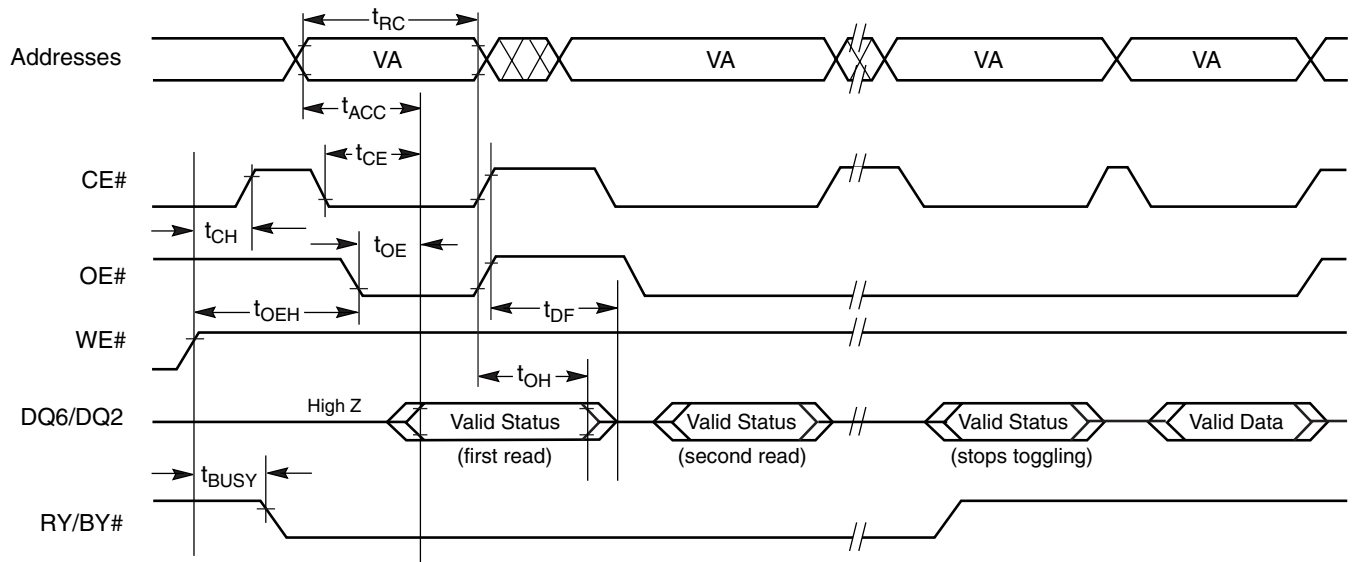 tRC
Addresses VA VA VA VA
tACC
tCE
CE#
tCH tOE
OE#
tOEH tDF
WE#
tOH
DQ6/DQ2 High Z Valid Status Valid Status Valid Status Valid Data
(first read) (second read) (stops toggling)
tBUSY
RY/BY#